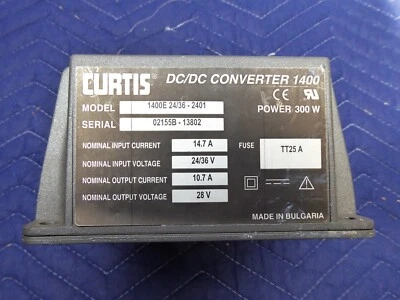 CURTIS DC/DC CONVERTER 1400
CE RU
POWER 300 W
MODEL 1400E 24/36 - 2401
SERIAL 02155B - 13802
NOMINAL INPUT CURRENT 14.7 A
FUSE TT25 A
NOMINAL INPUT VOLTAGE 24/36 V
NOMINAL OUTPUT CURRENT 10.7 A
NOMINAL OUTPUT VOLTAGE 28 V
MADE IN BULGARIA